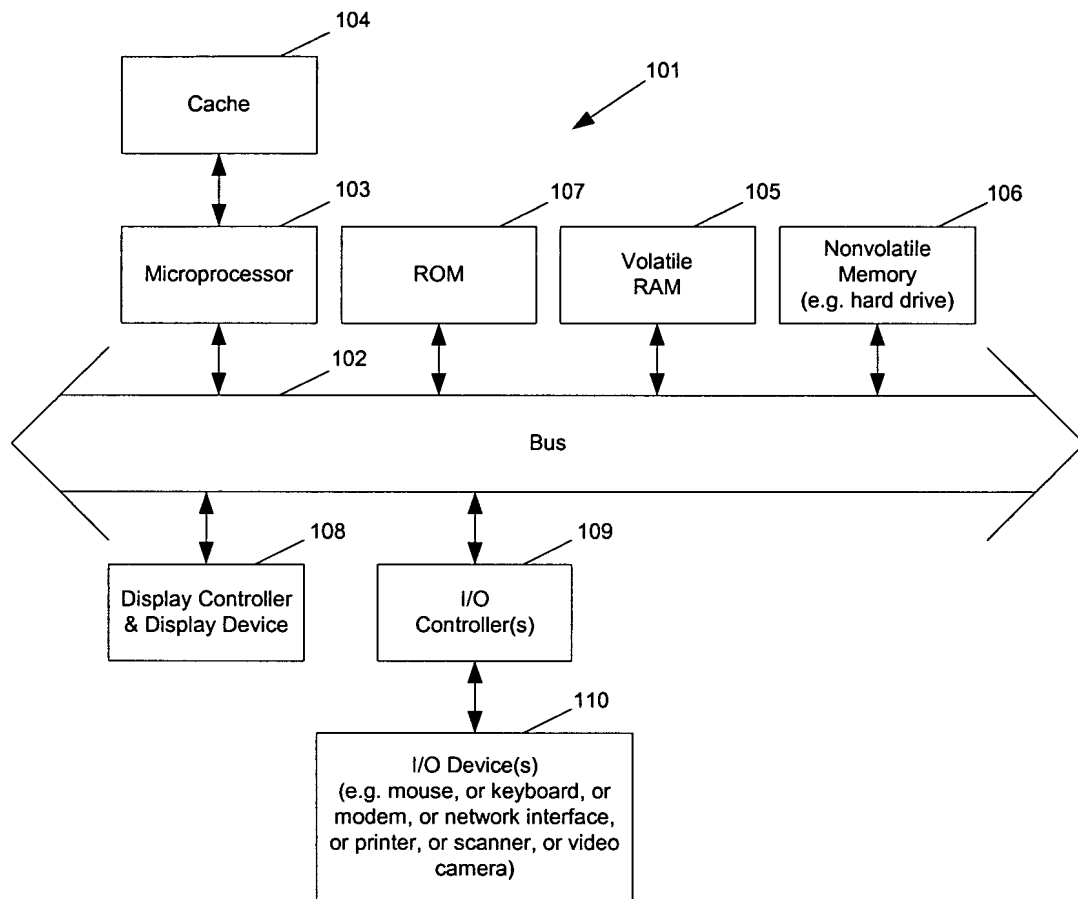 104
Cache
101
103
107
105
106
Microprocessor
ROM
Volatile
RAM
Nonvolatile
Memory
(e.g. hard drive)
102
Bus
108
109
Display Controller
& Display Device
I/O
Controller(s)
110
I/O Device(s)
(e.g. mouse, or keyboard, or
modem, or network interface,
or printer, or scanner, or video
camera)